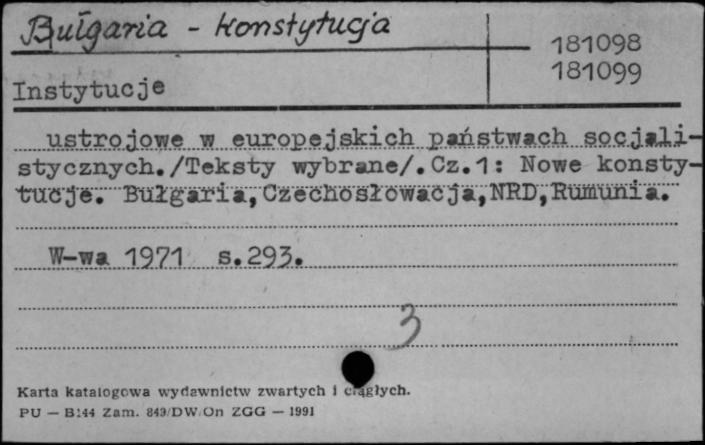 Bułgaria - Konstytucja
181098
181099
Instytucje
ustrojowe w europejskich państwach socjali-
stycznych./Teksty wybrane/.Cz.1: Nowe konsty-
tucje. Bułgaria,Czechosłowacja,NRD,Rumunia.
W-wa 1971 s.293.
3
Karta katalogowa wydawnictw zwartych i ciągłych.
PU — B144 Zam. 849/DW/On ZGG — 1991